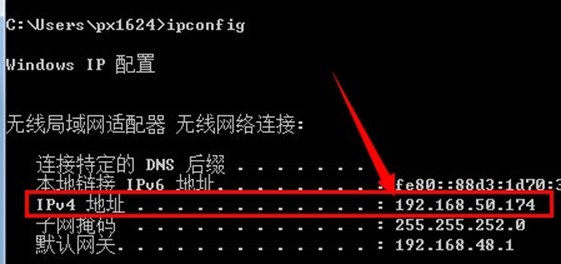 C:\Users\px1624>ipconfig
Windows IP 配置
无线局域网适配器 无线网络连接:
连接特定的 DNS 后缀 . . . . . . . :
本地链接 IPv6 地址. . . . . . . . : fe80::88d3:1d70:3
IPv4 地址 . . . . . . . . . . . . : 192.168.50.174
子网掩码 . . . . . . . . . . . . : 255.255.252.0
默认网关. . . . . . . . . . . . . : 192.168.48.1